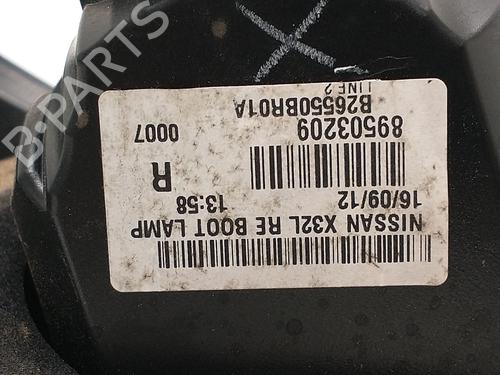 NISSAN X32L RE BOOT LAMP
16/09/12 13:58
R
89503209 0007
B26550BR01A
LINE 2
B-PARTS